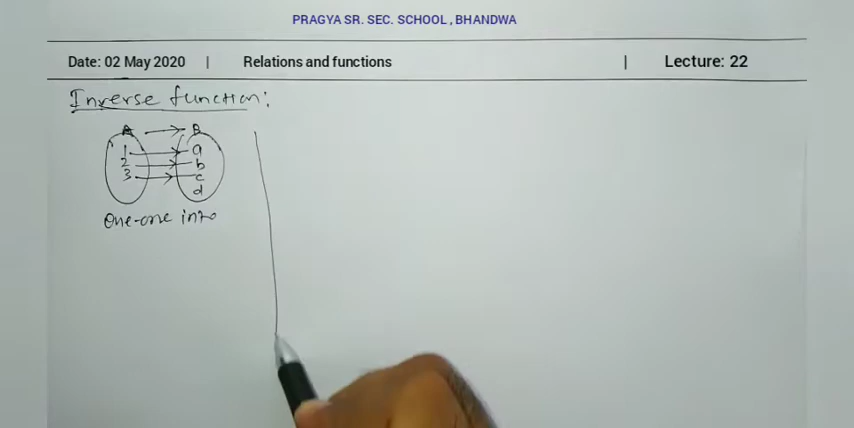 PRAGYA SR. SEC. SCHOOL , BHANDWA
Date: 02 May 2020 | Relations and functions | Lecture: 22
Inverse function:
A B
1 a
2 b
3 c
d
One-one into